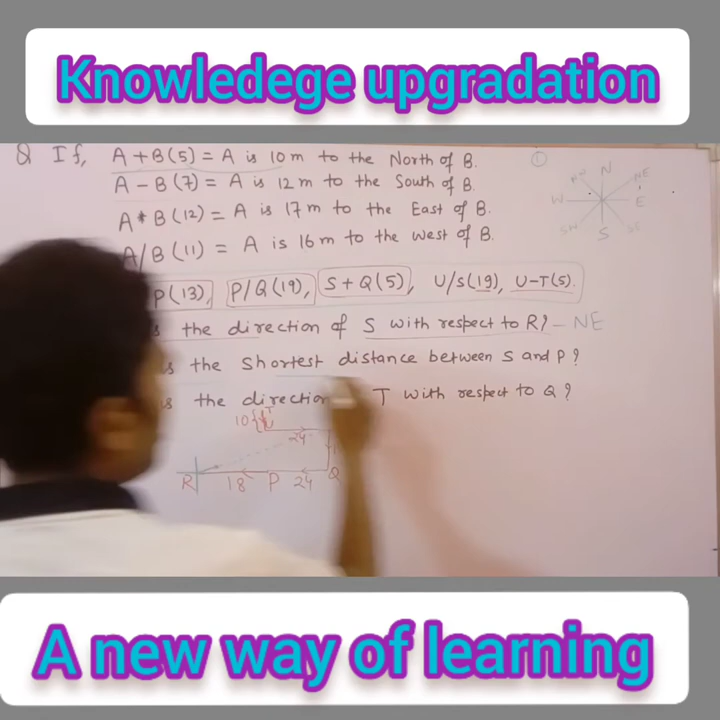 Knowledege upgradation
Q If, A + B(5) = A is 10 m to the North of B.
A - B (7) = A is 12 m to the South of B.
A * B (12) = A is 17 m to the East of B.
A/B (11) = A is 16 m to the west of B.
P(13), P/Q (19), S + Q(5), U/S(19), U-T(5).
the direction of S with respect to R? - NE
the shortest distance between S and P?
the direction T with respect to Q?
N
NE
E
SE
S
SW
W
10 T
24
R 18 P 24 Q
A new way of learning